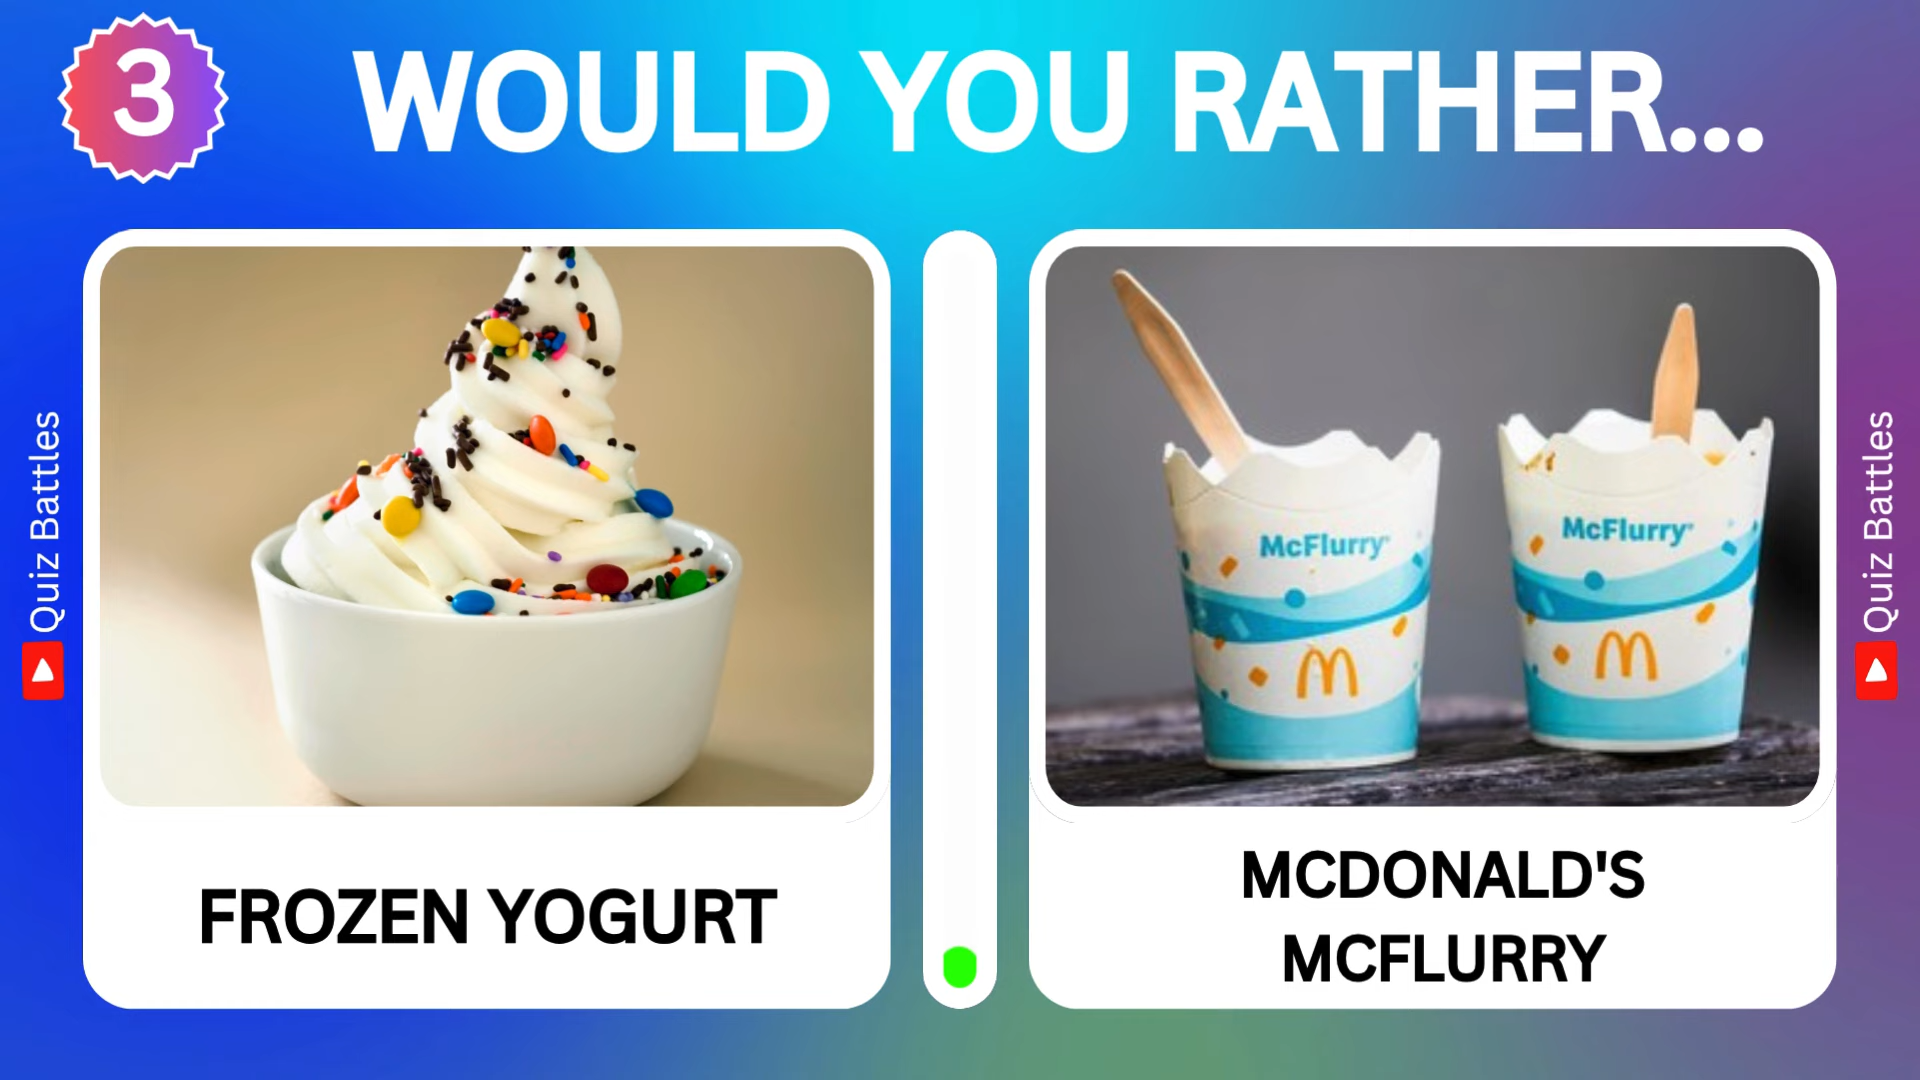 3
WOULD YOU RATHER...
Quiz Battles
McFlurry
McFlurry
Quiz Battles
FROZEN YOGURT
MCDONALD'S
MCFLURRY